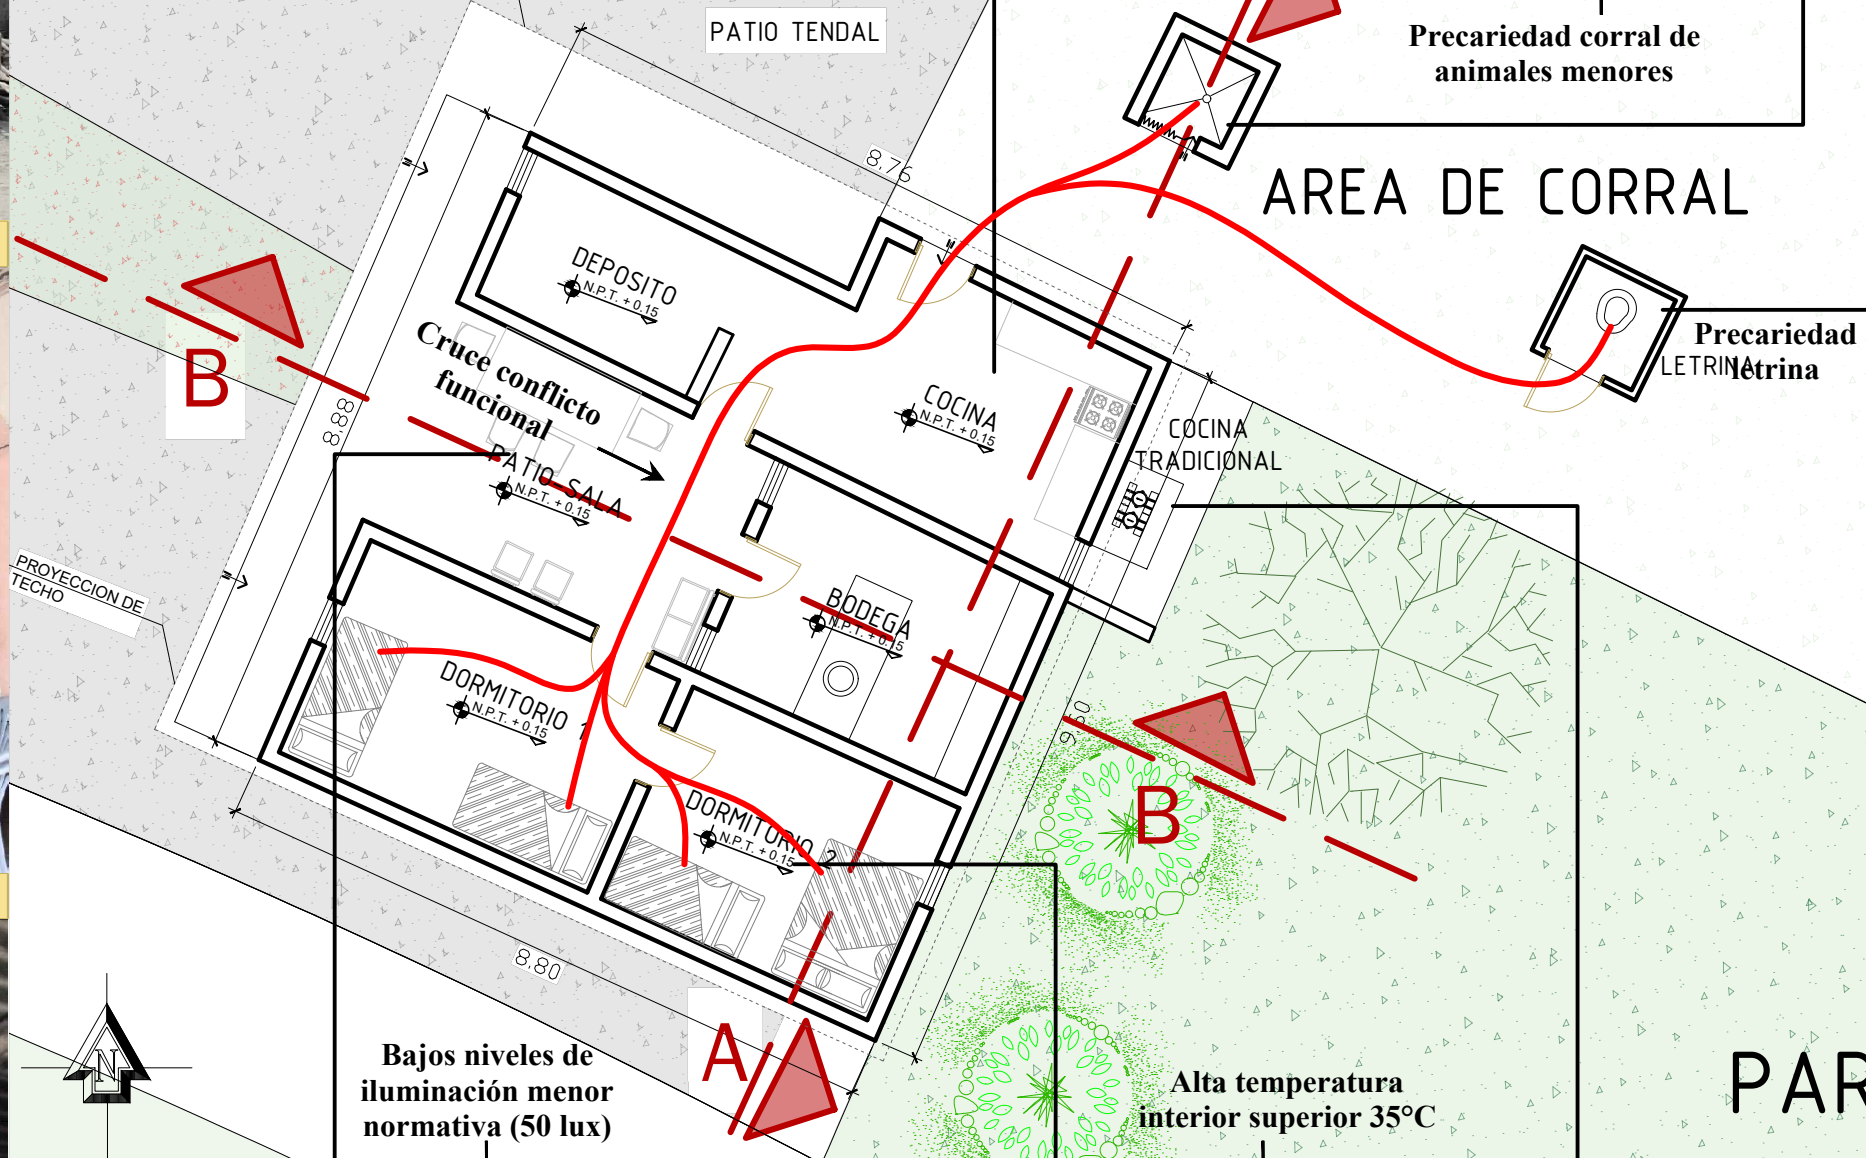 PATIO TENDAL
Precariedad corral de
animales menores
8.76
AREA DE CORRAL
DEPOSITO
N.P.T. + 0.15
Cruce conflicto
funcional
B
8.88
COCINA
N.P.T. + 0.15
Precariedad
letrina
LETRINA
COCINA
TRADICIONAL
PATIO-SALA
N.P.T. + 0.15
PROYECCION DE
TECHO
BODEGA
N.P.T. + 0.15
DORMITORIO 1
N.P.T. + 0.15
9.50
B
DORMITORIO 2
N.P.T. + 0.15
8.80
A
N
Bajos niveles de
iluminación menor
normativa (50 lux)
Alta temperatura
interior superior 35°C
PAR